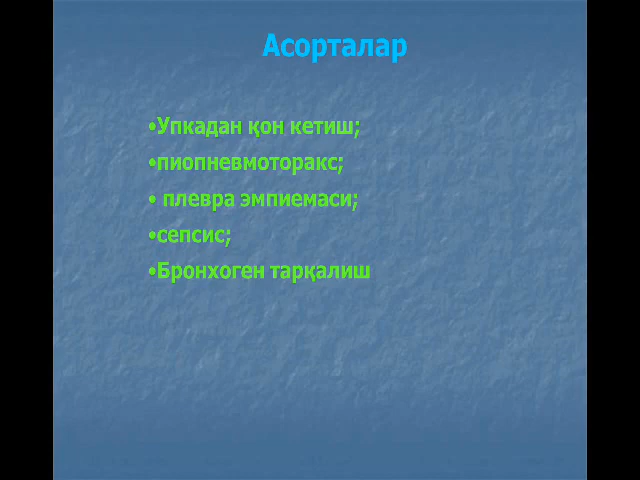 Асорталар
•Упкадан қон кетиш;
•пиопневмоторакс;
• плевра эмпиемаси;
•сепсис;
•Бронхоген тарқалиш